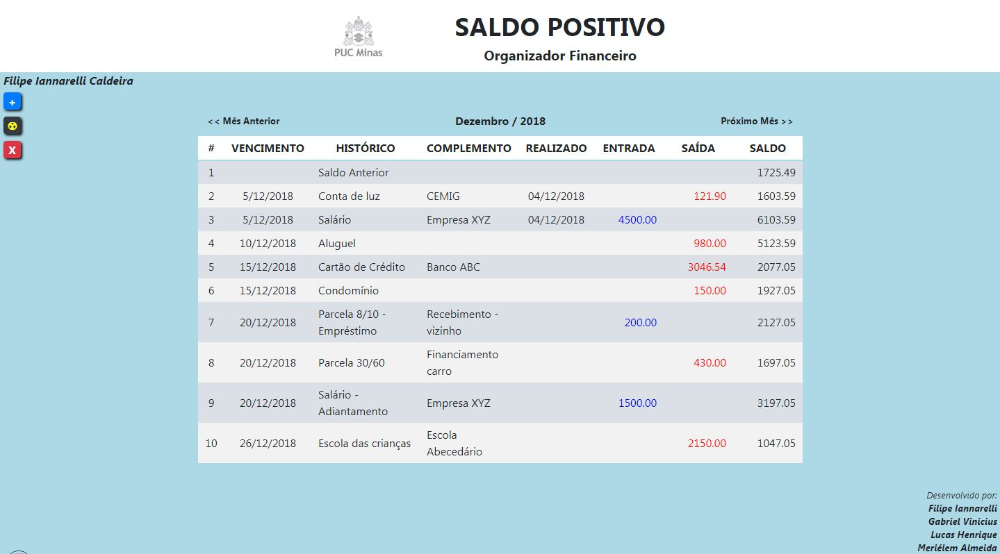 PUC Minas
SALDO POSITIVO
Organizador Financeiro
Filipe Iannarelli Caldeira
+
X
<< Mês Anterior Dezembro / 2018 Próximo Mês >>
# VENCIMENTO HISTÓRICO COMPLEMENTO REALIZADO ENTRADA SAÍDA SALDO
1 Saldo Anterior 1725.49
2 5/12/2018 Conta de luz CEMIG 04/12/2018 121.90 1603.59
3 5/12/2018 Salário Empresa XYZ 04/12/2018 4500.00 6103.59
4 10/12/2018 Aluguel 980.00 5123.59
5 15/12/2018 Cartão de Crédito Banco ABC 3046.54 2077.05
6 15/12/2018 Condomínio 150.00 1927.05
7 20/12/2018 Parcela 8/10 - Empréstimo Recebimento - vizinho 200.00 2127.05
8 20/12/2018 Parcela 30/60 Financiamento carro 430.00 1697.05
9 20/12/2018 Salário - Adiantamento Empresa XYZ 1500.00 3197.05
10 26/12/2018 Escola das crianças Escola Abecedário 2150.00 1047.05
Desenvolvido por:
Filipe Iannarelli
Gabriel Vinicius
Lucas Henrique
Meriélem Almeida